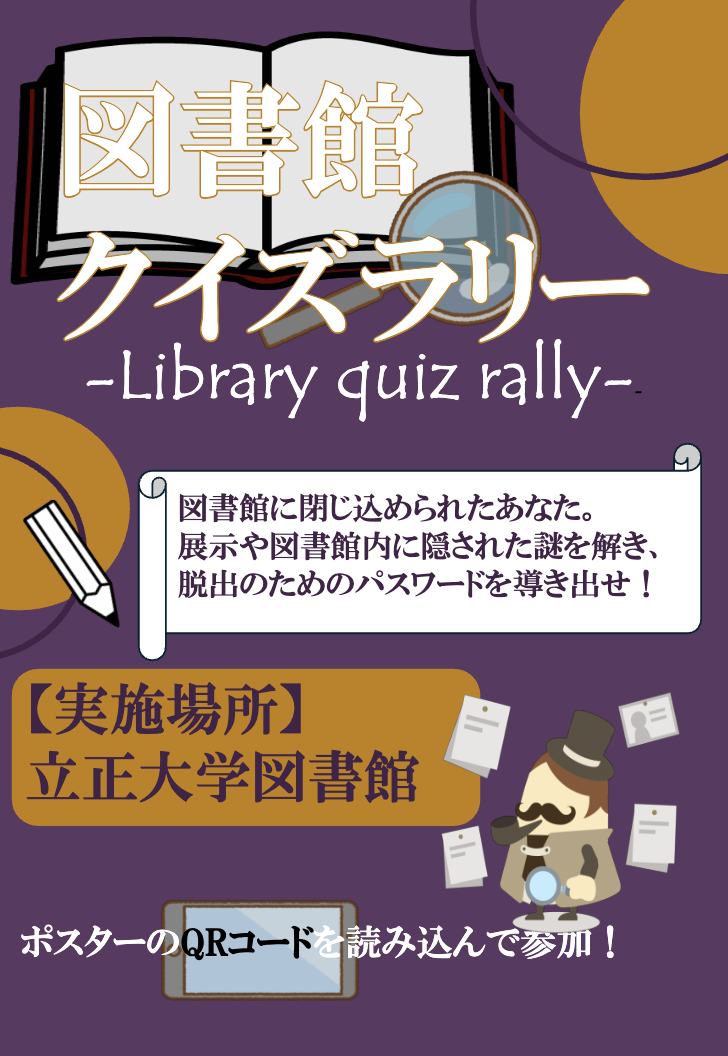 図書館
クイズラリー
-Library quiz rally-
図書館に閉じ込められたあなた。
展示や図書館内に隠された謎を解き、
脱出のためのパスワードを導き出せ！
【実施場所】
立正大学図書館
ポスターのQRコードを読み込んで参加！